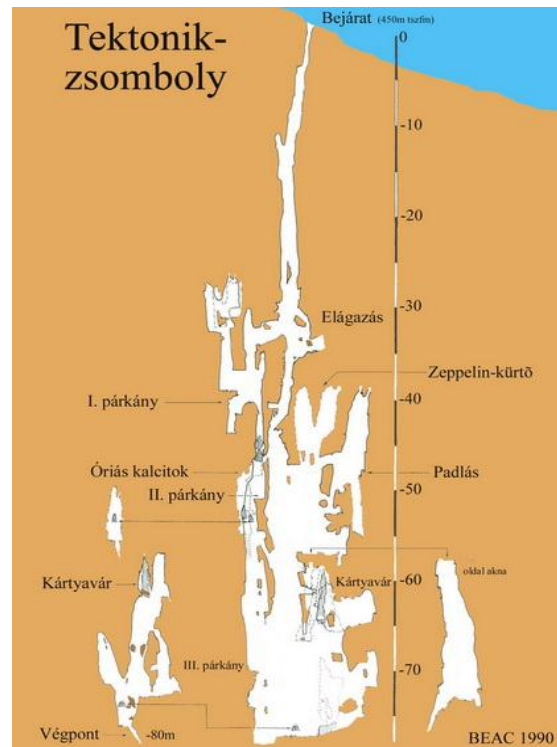 Tektonik-
zsomboly
Bejárat (450m tszfm)
0
-10
-20
-30
Elágazás
Zeppelin-kürtő
I. párkány
-40
Óriás kalcitok
Padlás
II. párkány
-50
oldal akna
Kártyavár
Kártyavár
-60
III. párkány
-70
Végpont
-80m
BEAC 1990